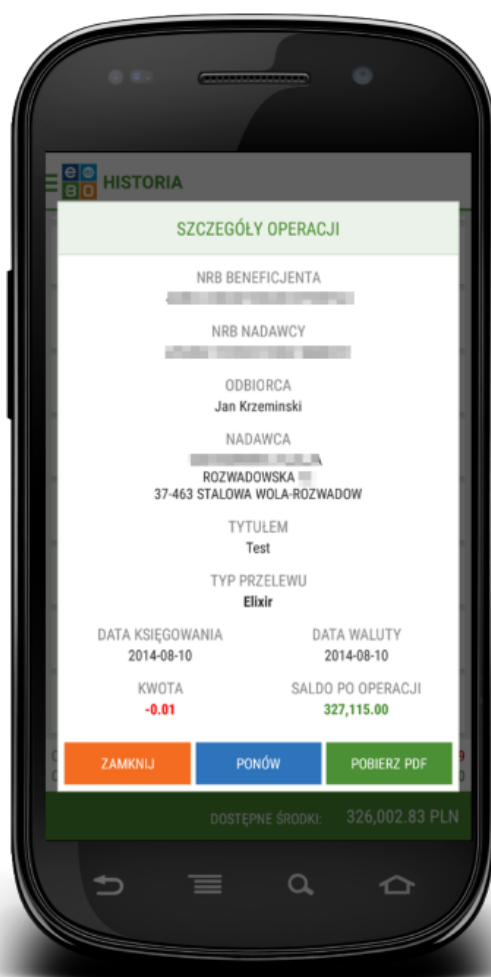 HISTORIA
SZCZEGÓŁY OPERACJI
NRB BENEFICJENTA
NRB NADAWCY
ODBIORCA
Jan Krzeminski
NADAWCA
ROZWADOWSKA
37-463 STALOWA WOLA-ROZWADOW
TYTUŁEM
Test
TYP PRZELEWU
Elixir
DATA KSIĘGOWANIA
DATA WALUTY
2014-08-10
2014-08-10
KWOTA
SALDO PO OPERACJI
-0.01
327,115.00
ZAMKNIJ
PONÓW
POBIERZ PDF
DOSTĘPNE ŚRODKI: 326,002.83 PLN